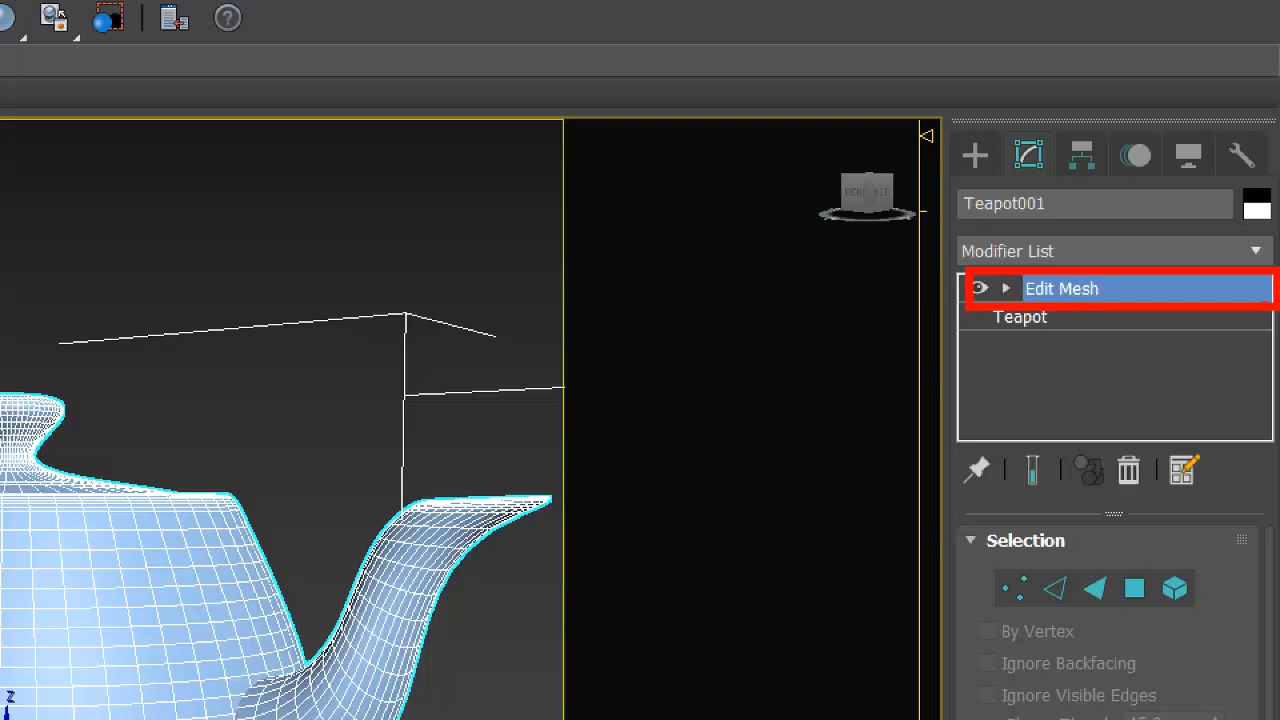 ?
Teapot001
Modifier List
Edit Mesh
Teapot
Selection
By Vertex
Ignore Backfacing
Ignore Visible Edges
z